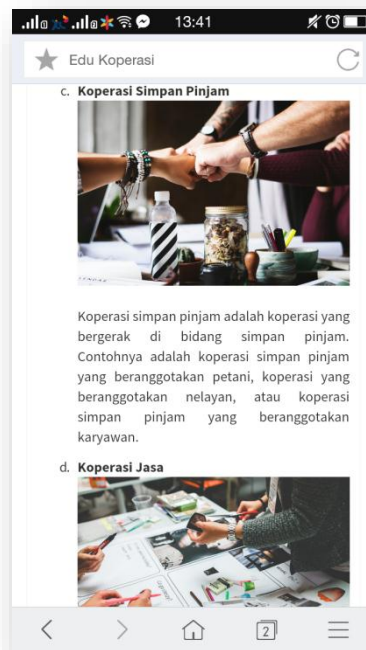 13:41
Edu Koperasi
c. Koperasi Simpan Pinjam
Koperasi simpan pinjam adalah koperasi yang
bergerak di bidang simpan pinjam.
Contohnya adalah koperasi simpan pinjam
yang beranggotakan petani, koperasi yang
beranggotakan nelayan, atau koperasi
simpan pinjam yang beranggotakan
karyawan.
d. Koperasi Jasa
2